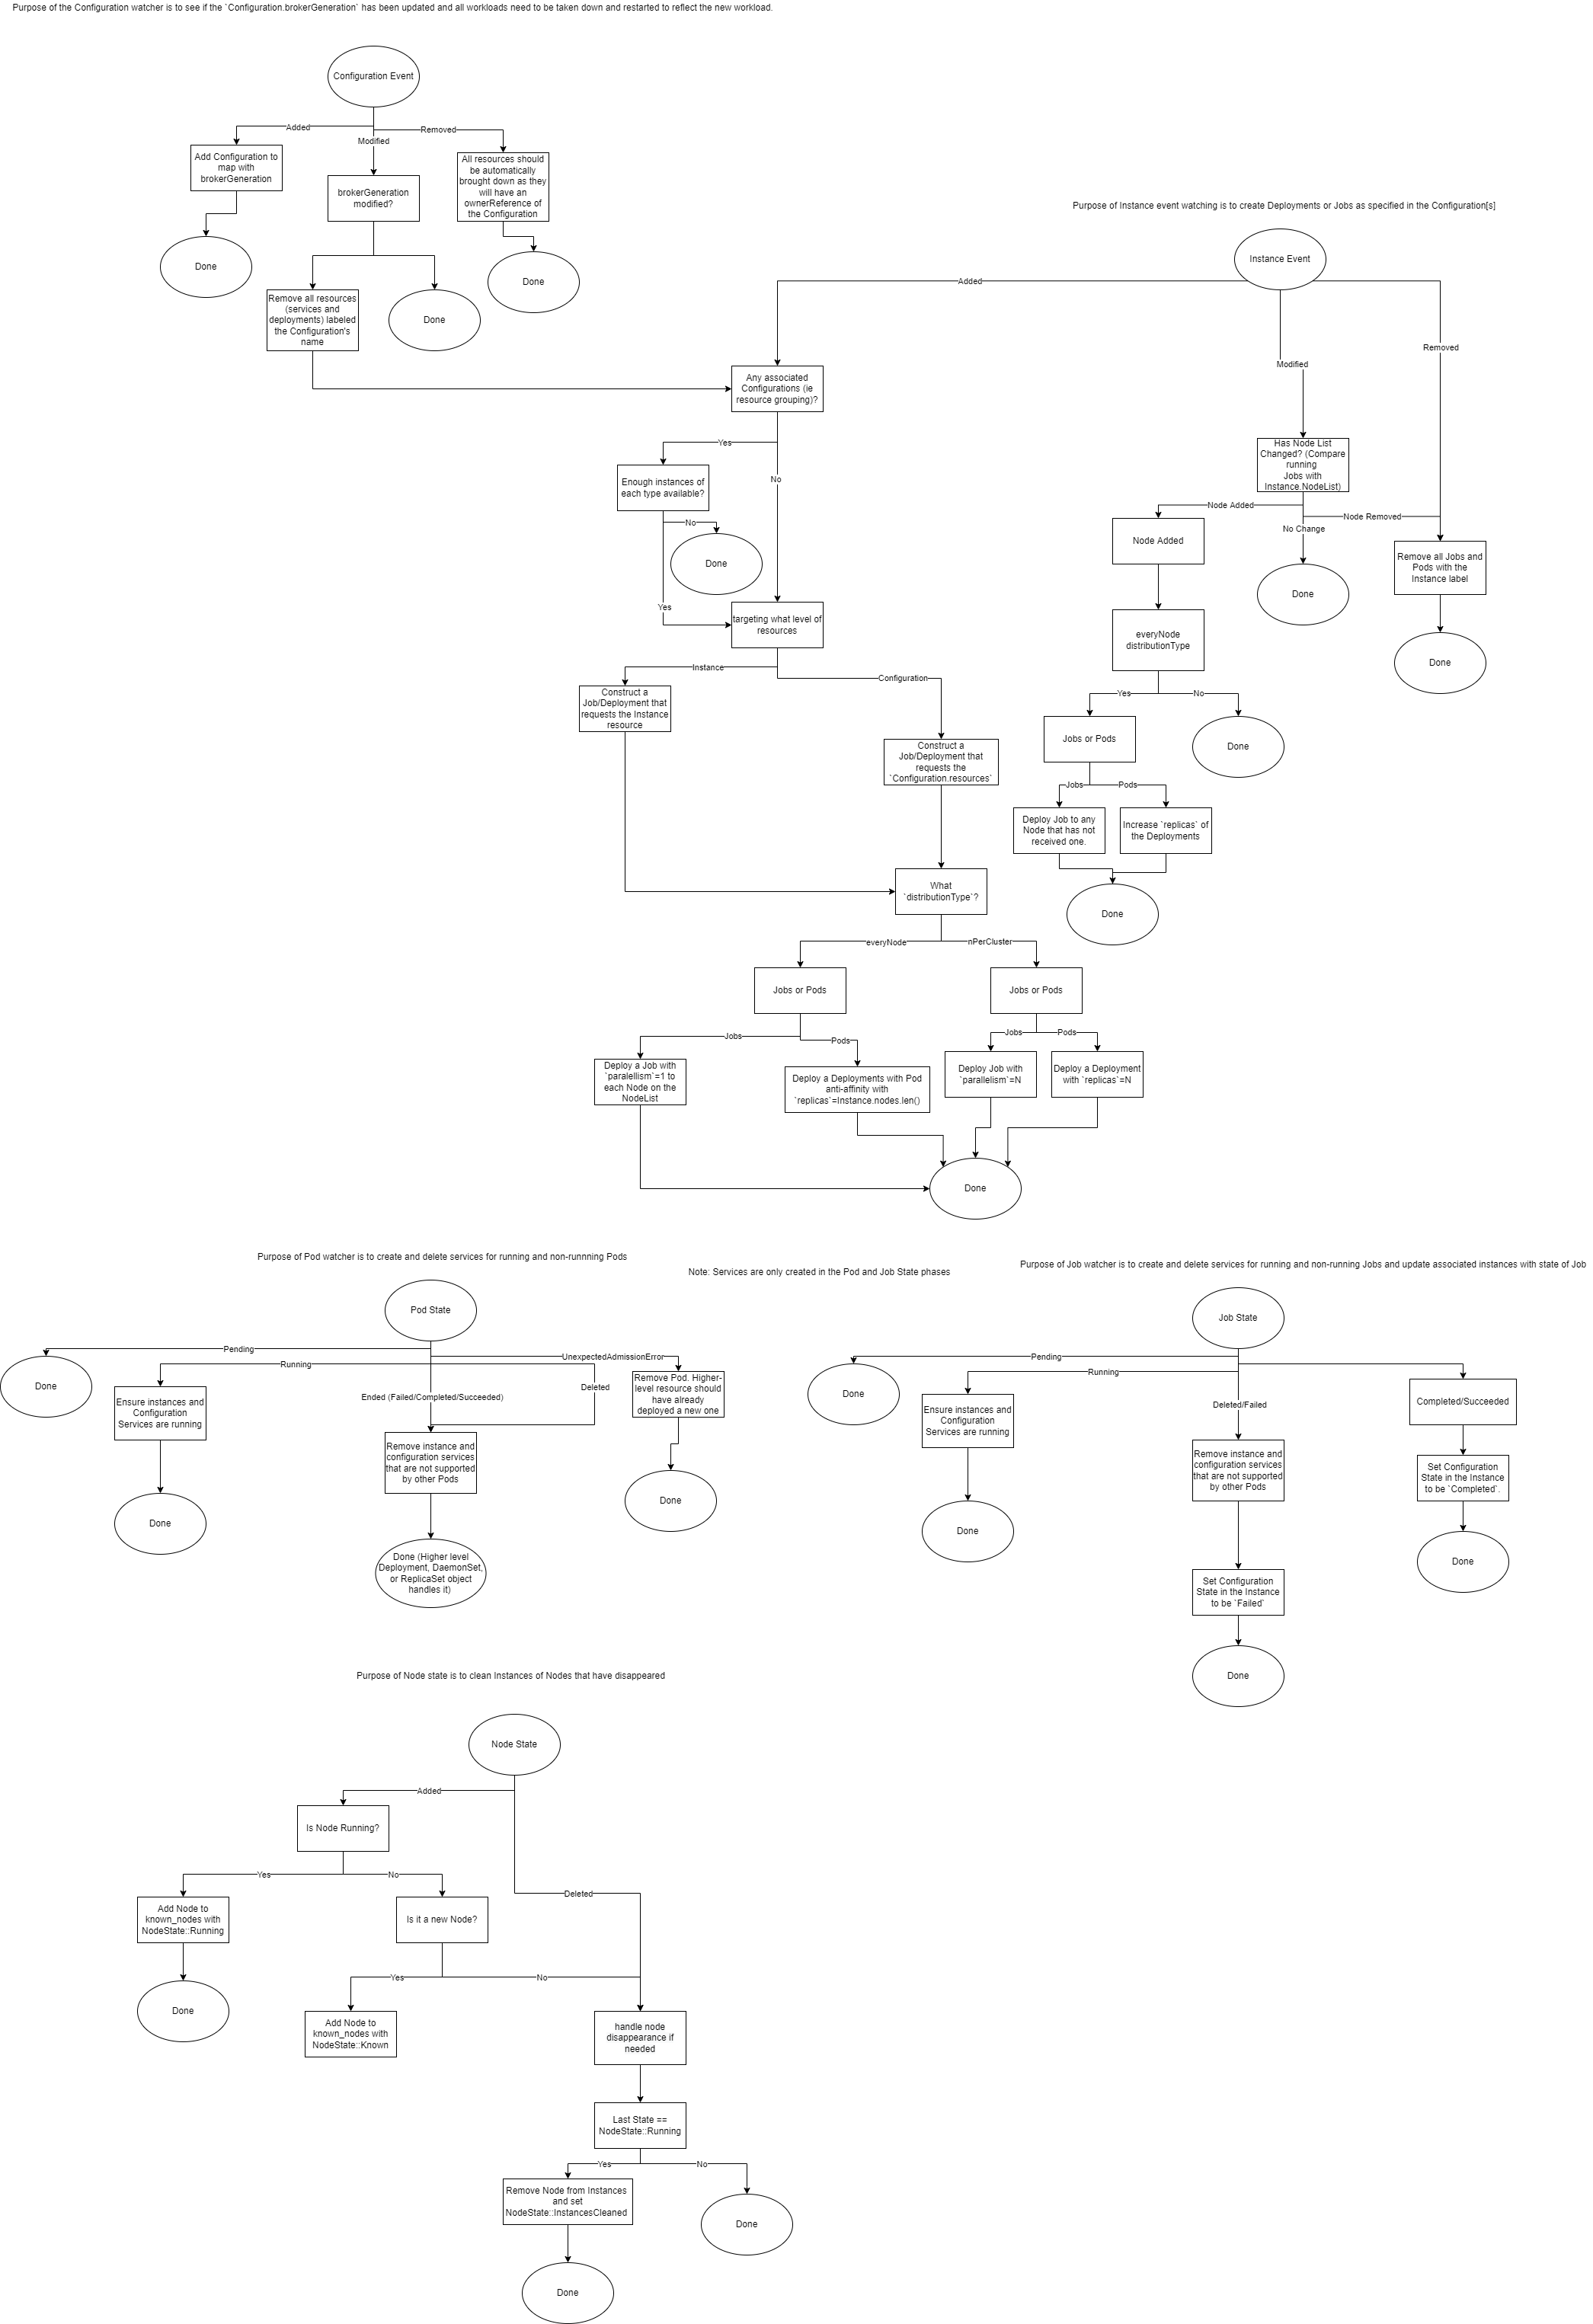 Purpose of the Configuration watcher is to see if the `Configuration.brokerGeneration` has been updated and all workloads need to be taken down and restarted to reflect the new workload.
Configuration Event
Added
Modified
Removed
Add Configuration to
map with
brokerGeneration
brokerGeneration
modified?
All resources should
be automatically
brought down as they
will have an
ownerReference of
the Configuration
Done
Done
Remove all resources
(services and
deployments) labeled
the Configuration's
name
Done
Purpose of Instance event watching is to create Deployments or Jobs as specified in the Configuration[s]
Instance Event
Added
Modified
Removed
Any associated
Configurations (ie
resource grouping)?
Yes
No
Enough instances of
each type available?
No
Done
Yes
targeting what level of
resources
Instance
Configuration
Construct a
Job/Deployment that
requests the Instance
resource
Construct a
Job/Deployment that
requests the
`Configuration.resources`
What
`distributionType`?
everyNode
nPerCluster
Jobs or Pods
Jobs or Pods
Jobs
Pods
Jobs
Pods
Deploy a Job with
`paralellism`=1 to
each Node on the
NodeList
Deploy a Deployments with Pod
anti-affinity with
`replicas`=Instance.nodes.len()
Deploy Job with
`parallelism`=N
Deploy a Deployment
with `replicas`=N
Done
Has Node List
Changed? (Compare
running
Jobs with
Instance.NodeList)
Node Added
No Change
Node Removed
Node Added
Done
Remove all Jobs and
Pods with the
Instance label
Done
everyNode
distributionType
Yes
No
Jobs or Pods
Done
Jobs
Pods
Deploy Job to any
Node that has not
received one.
Increase `replicas` of
the Deployments
Done
Purpose of Pod watcher is to create and delete services for running and non-runnning Pods
Note: Services are only created in the Pod and Job State phases
Purpose of Job watcher is to create and delete services for running and non-running Jobs and update associated instances with state of Job
Pod State
Pending
Running
Ended (Failed/Completed/Succeeded)
UnexpectedAdmissionError
Deleted
Done
Ensure instances and
Configuration
Services are running
Done
Remove instance and
configuration services
that are not supported
by other Pods
Done (Higher level
Deployment, DaemonSet,
or ReplicaSet object
handles it)
Remove Pod. Higher-
level resource should
have already
deployed a new one
Done
Job State
Pending
Running
Deleted/Failed
Done
Ensure instances and
Configuration
Services are running
Done
Remove instance and
configuration services
that are not supported
by other Pods
Set Configuration
State in the Instance
to be `Failed`
Done
Completed/Succeeded
Set Configuration
State in the Instance
to be `Completed`.
Done
Purpose of Node state is to clean Instances of Nodes that have disappeared
Node State
Added
Deleted
Is Node Running?
Yes
No
Add Node to
known_nodes with
NodeState::Running
Done
Is it a new Node?
Yes
No
Add Node to
known_nodes with
NodeState::Known
handle node
disappearance if
needed
Last State ==
NodeState::Running
Yes
No
Remove Node from Instances
and set
NodeState::InstancesCleaned
Done
Done